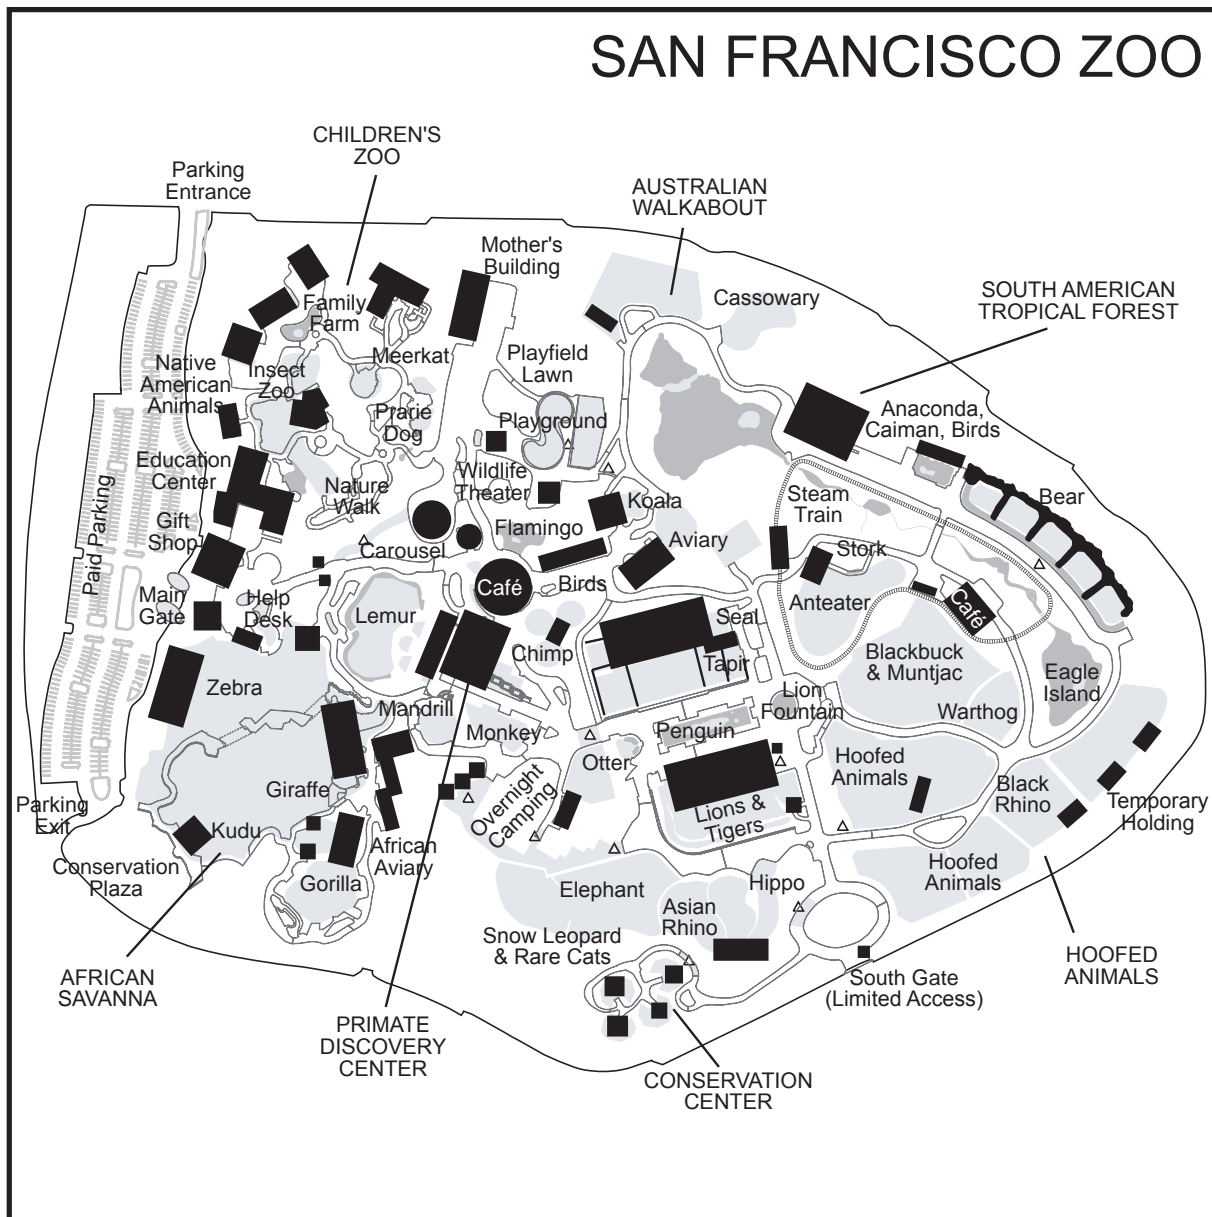 SAN FRANCISCO ZOO
CHILDREN'S
ZOO
Parking
Entrance
AUSTRALIAN
WALKABOUT
Mother's
Building
Cassowary
SOUTH AMERICAN
TROPICAL FOREST
Family
Farm
Meerkat
Playfield
Lawn
Native
American
Animals
Insect
Zoo
Prarie
Dog
Playground
Anaconda,
Caiman, Birds
Education
Center
Nature
Walk
Wildlife
Theater
Koala
Steam
Train
Bear
Paid Parking
Gift
Shop
Carousel
Flamingo
Aviary
Stork
Main
Gate
Help
Desk
Lemur
Café
Birds
Anteater
Café
Seal
Chimp
Tapir
Blackbuck
& Muntjac
Eagle
Island
Zebra
Mandrill
Monkey
Penguin
Lion
Fountain
Warthog
Otter
Hoofed
Animals
Black
Rhino
Giraffe
Overnight
Camping
Lions &
Tigers
Temporary
Holding
Parking
Exit
Kudu
African
Aviary
Conservation
Plaza
Gorilla
Elephant
Hippo
Hoofed
Animals
Asian
Rhino
Snow Leopard
& Rare Cats
HOOFED
ANIMALS
AFRICAN
SAVANNA
South Gate
(Limited Access)
PRIMATE
DISCOVERY
CENTER
CONSERVATION
CENTER